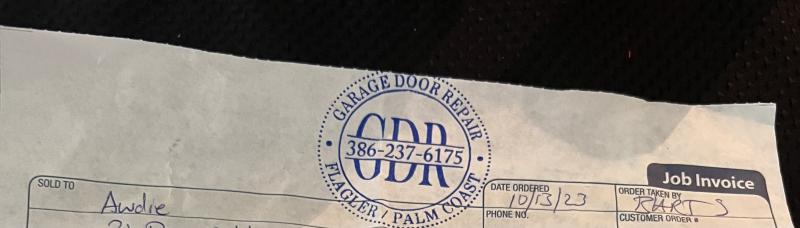 GARAGE DOOR REPAIR
GDR
386-237-6175
FLAGLER / PALM COAST
Job Invoice
SOLD TO
Awdie
DATE ORDERED
10/13/23
ORDER TAKEN BY
PHONE NO.
CUSTOMER ORDER #